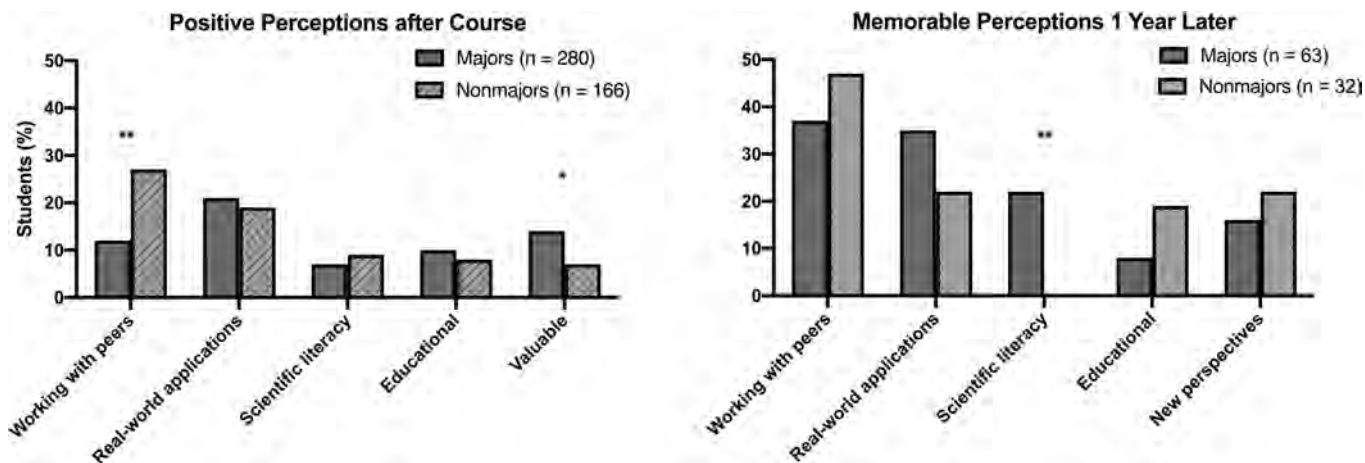 Positive Perceptions after Course
Majors (n = 280)
Nonmajors (n = 166)
Students (%)
50
40
30
20
10
0
**
*
Working with peers
Real-world applications
Scientific literacy
Educational
Valuable
Memorable Perceptions 1 Year Later
Majors (n = 63)
Nonmajors (n = 32)
50
40
30
20
10
0
**
Working with peers
Real-world applications
Scientific literacy
Educational
New perspectives